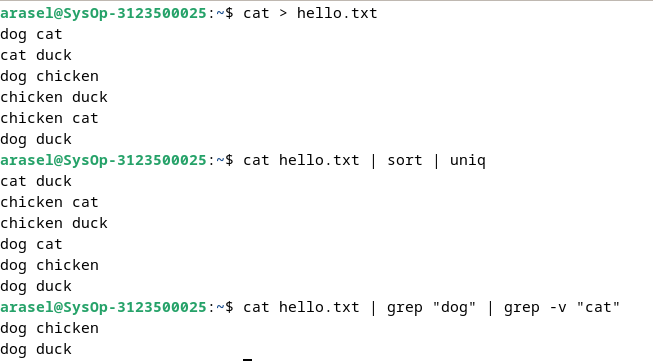 arasel@SysOp-3123500025:~$ cat > hello.txt
dog cat
cat duck
dog chicken
chicken duck
chicken cat
dog duck
arasel@SysOp-3123500025:~$ cat hello.txt | sort | uniq
cat duck
chicken cat
chicken duck
dog cat
dog chicken
dog duck
arasel@SysOp-3123500025:~$ cat hello.txt | grep "dog" | grep -v "cat"
dog chicken
dog duck